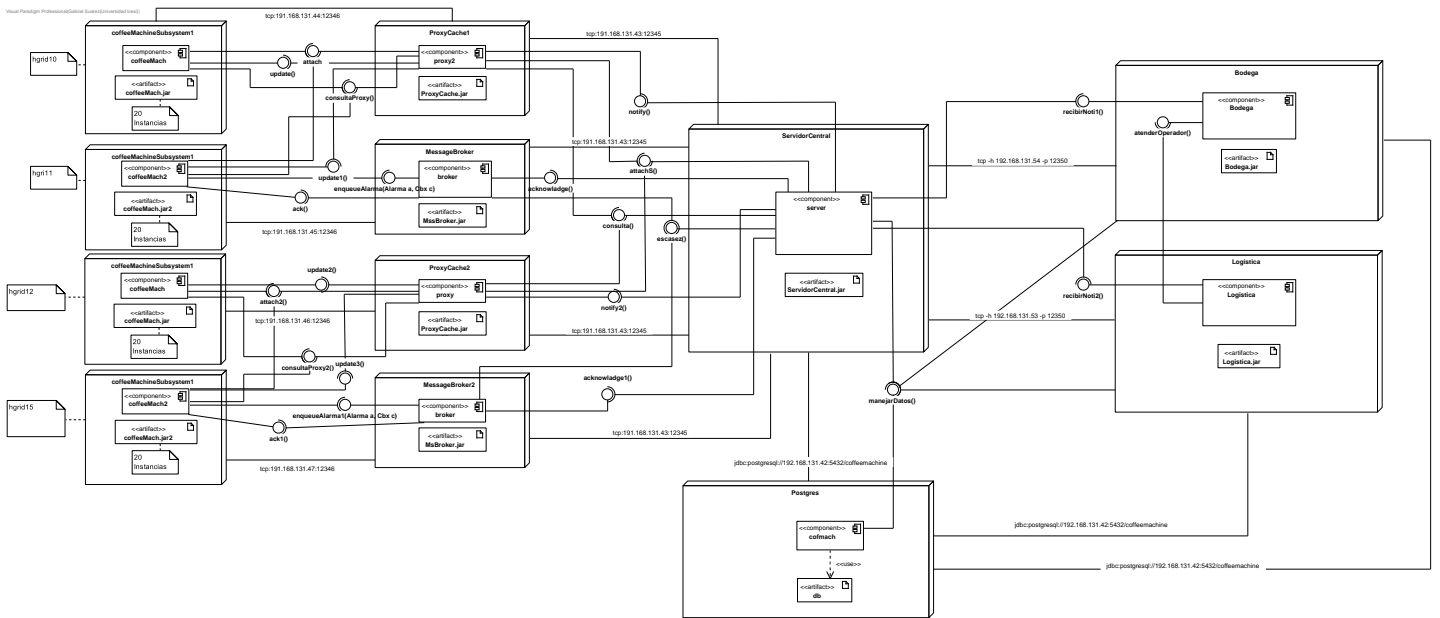 Visual Paradigm Professional(Gabriel Suarez(Universidad Icesi))
tcp:191.168.131.44:12346
coffeeMachineSubsystem1
<<component>>
coffeeMach
<<artifact>>
coffeeMach.jar
20
Instancias
hgrid10
attach
update()
consultaProxy()
ProxyCache1
<<component>>
proxy2
<<artifact>>
ProxyCache.jar
tcp:191.168.131.43:12345
notify()
coffeeMachineSubsystem1
<<component>>
coffeeMach2
<<artifact>>
coffeeMach.jar2
20
Instancias
hgri11
update1()
enqueueAlarma(Alarma a, Cbx c)
ack()
tcp:191.168.131.45:12346
MessageBroker
<<component>>
broker
<<artifact>>
MssBroker.jar
tcp:191.168.131.43:12345
attachS()
acknowladge()
consulta()
escasez()
ServidorCentral
<<component>>
server
<<artifact>>
ServidorCentral.jar
Bodega
<<component>>
Bodega
<<artifact>>
Bodega.jar
recibirNoti1()
atenderOperador()
tcp -h 192.168.131.54 -p 12350
coffeeMachineSubsystem1
<<component>>
coffeeMach
<<artifact>>
coffeeMach.jar
20
Instancias
hgrid12
update2()
attach2()
tcp:191.168.131.46:12346
consultaProxy2()
update3()
ProxyCache2
<<component>>
proxy
<<artifact>>
ProxyCache.jar
notify2()
tcp:191.168.131.43:12345
Logística
<<component>>
Logística
<<artifact>>
Logistica.jar
recibirNoti2()
tcp -h 192.168.131.53 -p 12350
coffeeMachineSubsystem1
<<component>>
coffeeMach2
<<artifact>>
coffeeMach.jar2
20
Instancias
hgrid15
enqueueAlarma1(Alarma a, Cbx c)
ack1()
tcp:191.168.131.47:12346
MessageBroker2
<<component>>
broker
<<artifact>>
MsBroker.jar
acknowladge1()
tcp:191.168.131.43:12345
manejarDatos()
jdbc:postgresql://192.168.131.42:5432/coffeemachine
Postgres
<<component>>
cofmach
<<use>>
<<artifact>>
db
jdbc:postgresql://192.168.131.42:5432/coffeemachine
jdbc:postgresql://192.168.131.42:5432/coffeemachine